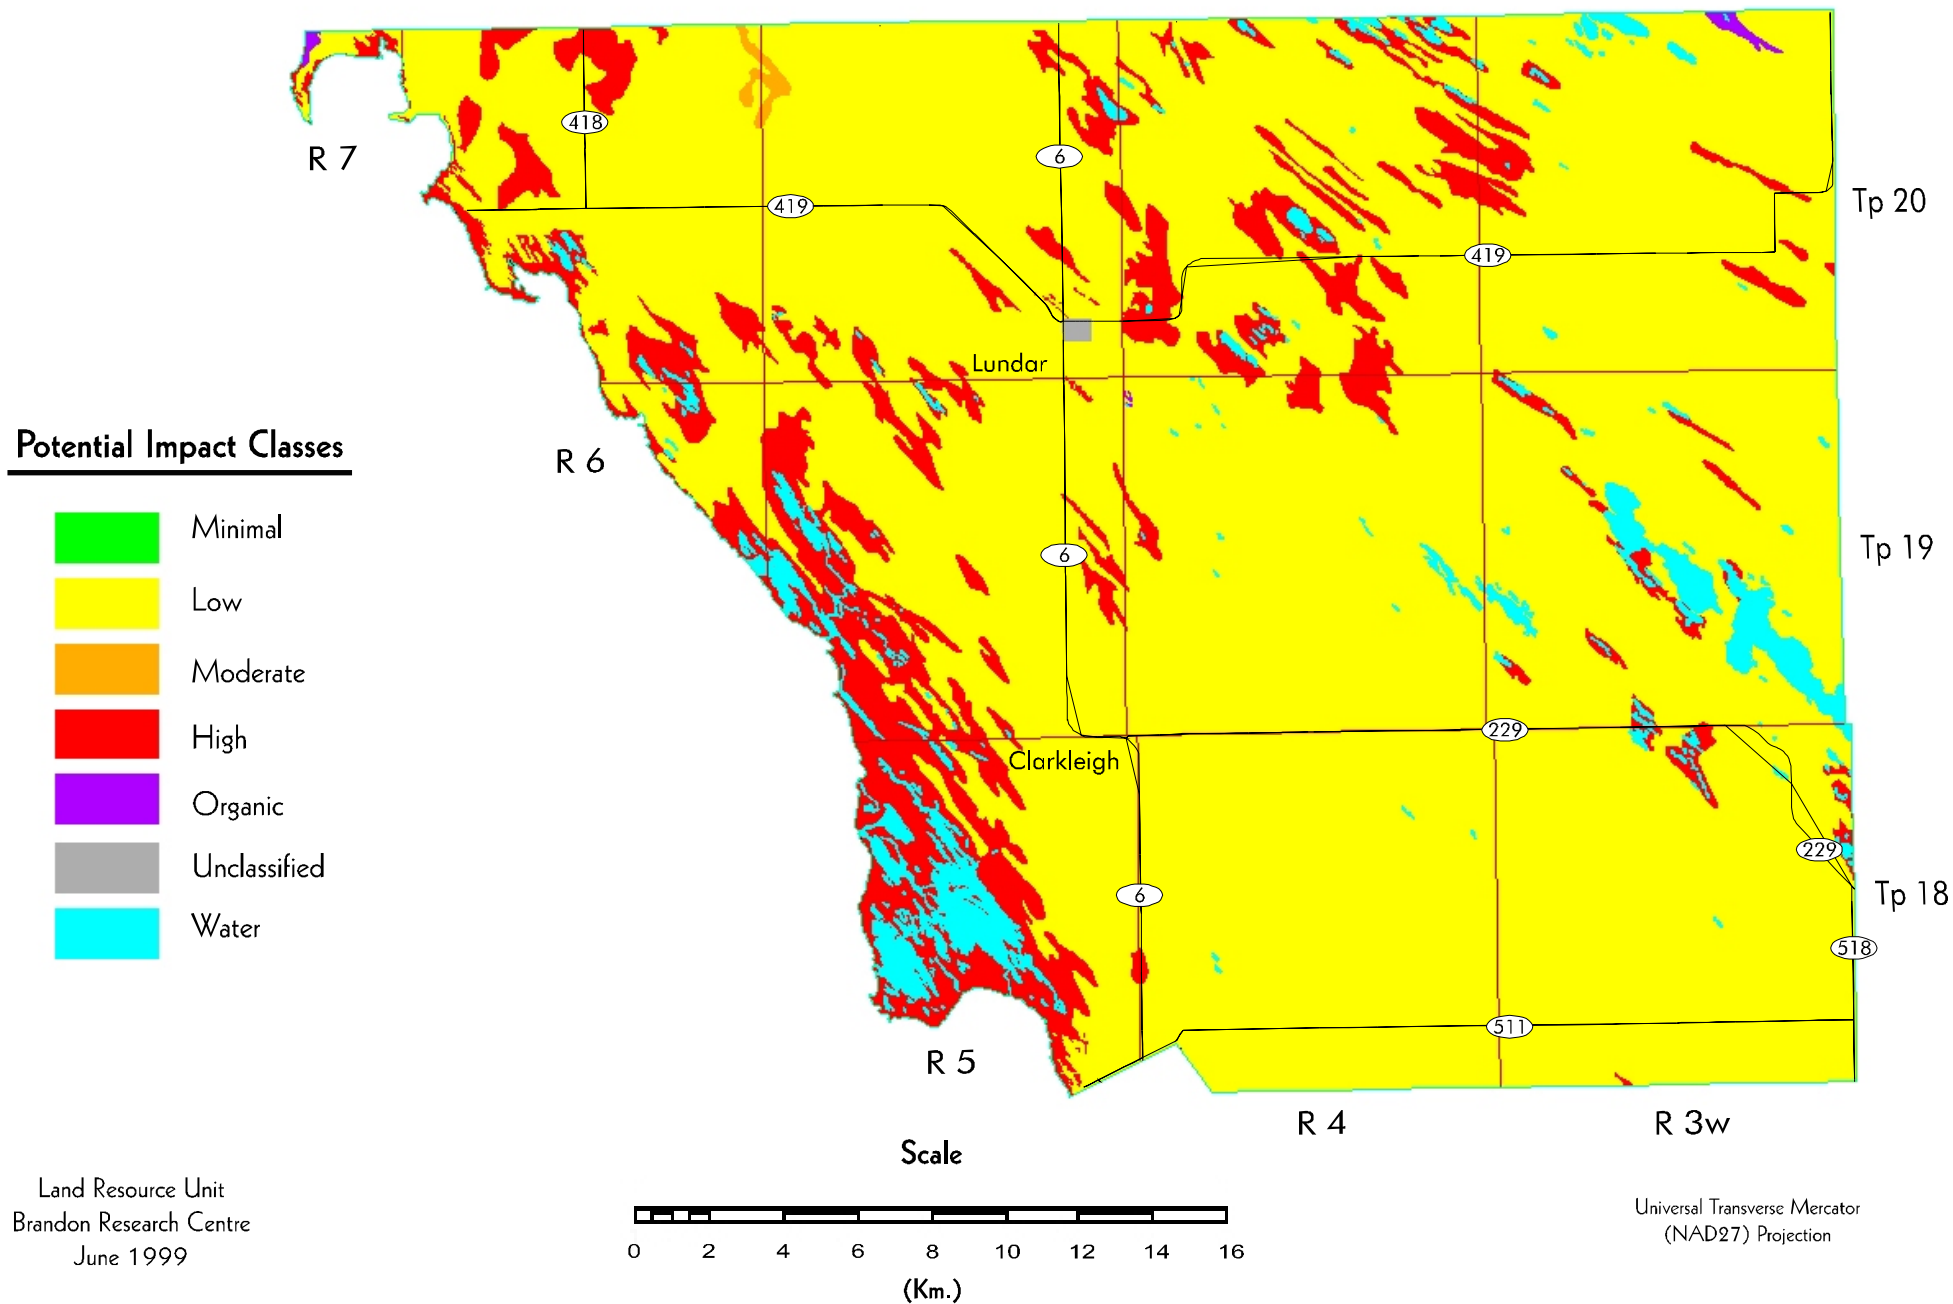 418
6
R 7
419
Tp 20
419
Lundar
Potential Impact Classes
R 6
Minimal
6
Tp 19
Low
Moderate
High
229
Clarkleigh
Organic
229
Unclassified
6
Tp 18
Water
518
511
R 5
R 4
R 3w
Scale
Land Resource Unit
Brandon Research Centre
June 1999
Universal Transverse Mercator
(NAD27) Projection
0 2 4 6 8 10 12 14 16
(Km.)